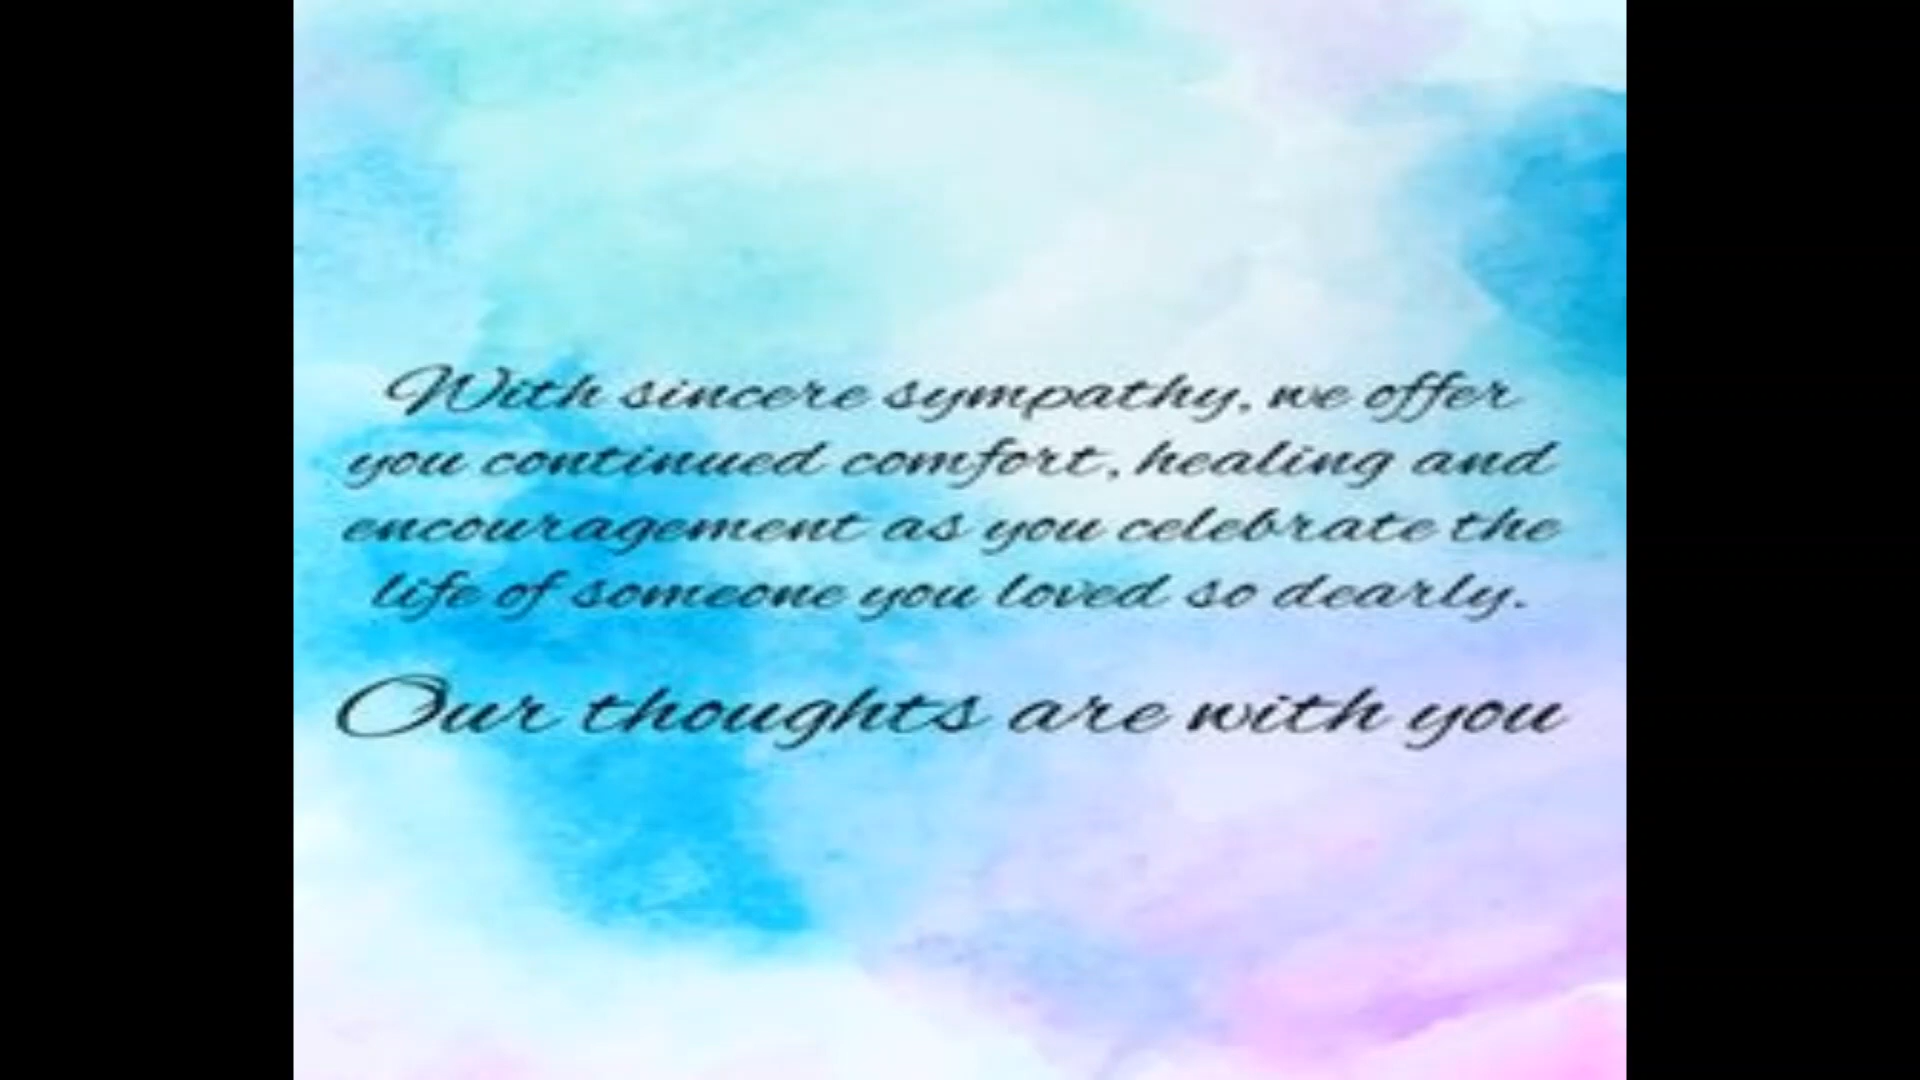 With sincere sympathy, we offer
you continued comfort, healing and
encouragement as you celebrate the
life of someone you loved so dearly.
Our thoughts are with you